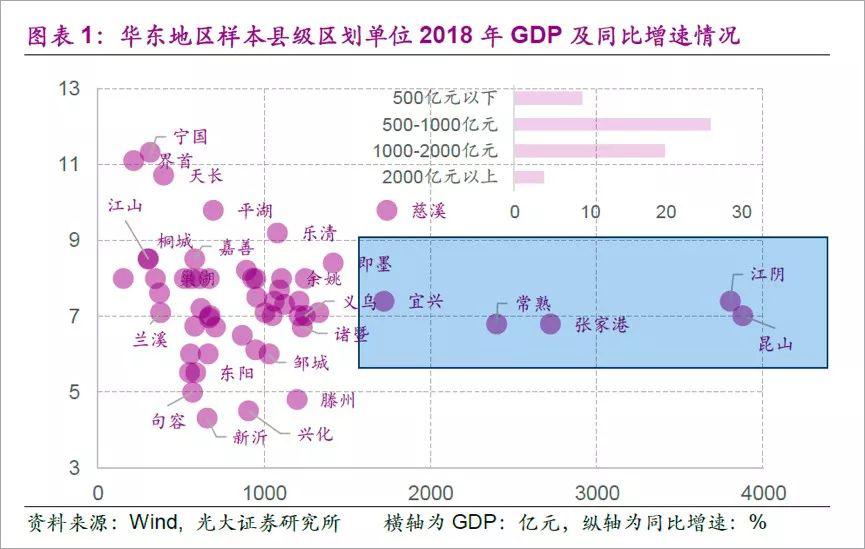 图表 1：华东地区样本县级区划单位 2018 年 GDP 及同比增速情况
13
11
9
7
5
3
500亿元以下
500-1000亿元
1000-2000亿元
2000亿元以上
0 10 20 30
宁国
界首
天长
江山
平湖
慈溪
桐城
嘉善
乐清
即墨
余姚
义乌
宜兴
常熟
张家港
江阴
昆山
兰溪
诸暨
东阳
邹城
句容
滕州
新沂
兴化
0 1000 2000 3000 4000
资料来源：Wind，光大证券研究所 横轴为 GDP：亿元，纵轴为同比增速：%